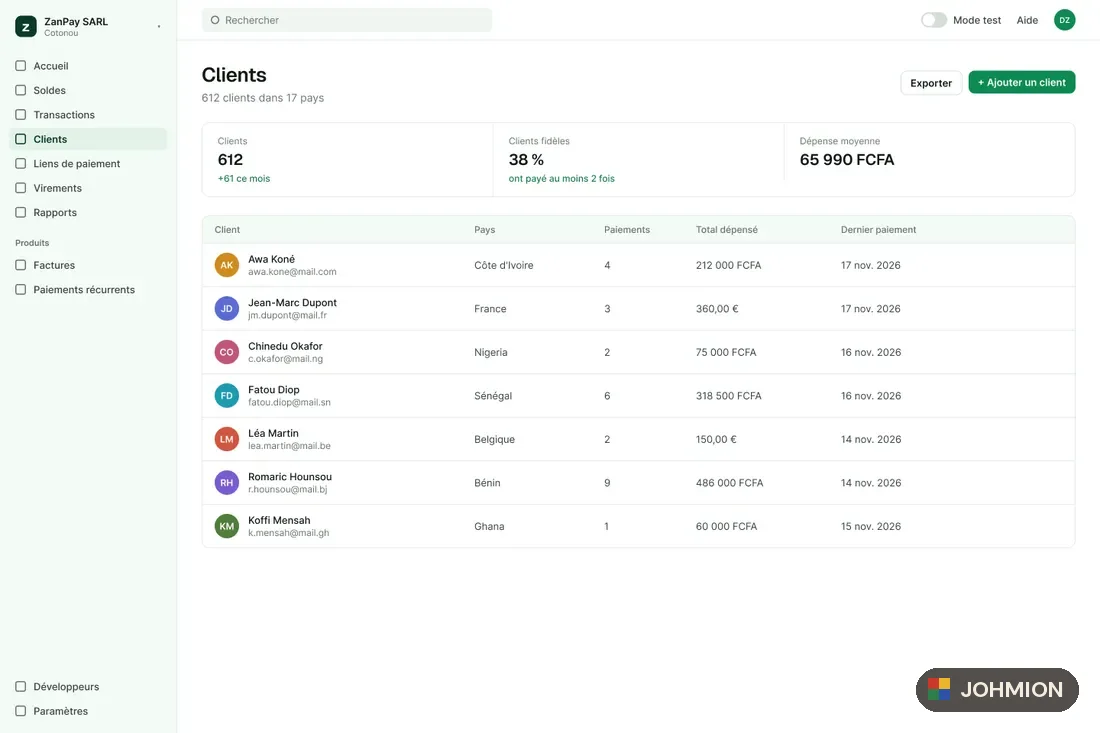 z
ZanPay SARL
Cotonou
Rechercher
Mode test
Aide
DZ
Accueil
Soldes
Transactions
Clients
Liens de paiement
Virements
Rapports
Produits
Factures
Paiements récurrents
Développeurs
Paramètres
Clients
612 clients dans 17 pays
Exporter
+ Ajouter un client
Clients
612
+61 ce mois
Clients fidèles
38 %
ont payé au moins 2 fois
Dépense moyenne
65 990 FCFA
Client Pays Paiements Total dépensé Dernier paiement
AK Awa Koné Côte d'Ivoire 4 212 000 FCFA 17 nov. 2026
awa.kone@mail.com
JD Jean-Marc Dupont France 3 360,00 € 17 nov. 2026
jm.dupont@mail.fr
CO Chinedu Okafor Nigeria 2 75 000 FCFA 16 nov. 2026
c.okafor@mail.ng
FD Fatou Diop Sénégal 6 318 500 FCFA 16 nov. 2026
fatou.diop@mail.sn
LM Léa Martin Belgique 2 150,00 € 14 nov. 2026
lea.martin@mail.be
RH Romaric Hounsou Bénin 9 486 000 FCFA 14 nov. 2026
r.hounsou@mail.bj
KM Koffi Mensah Ghana 1 60 000 FCFA 15 nov. 2026
k.mensah@mail.gh
JOHMION